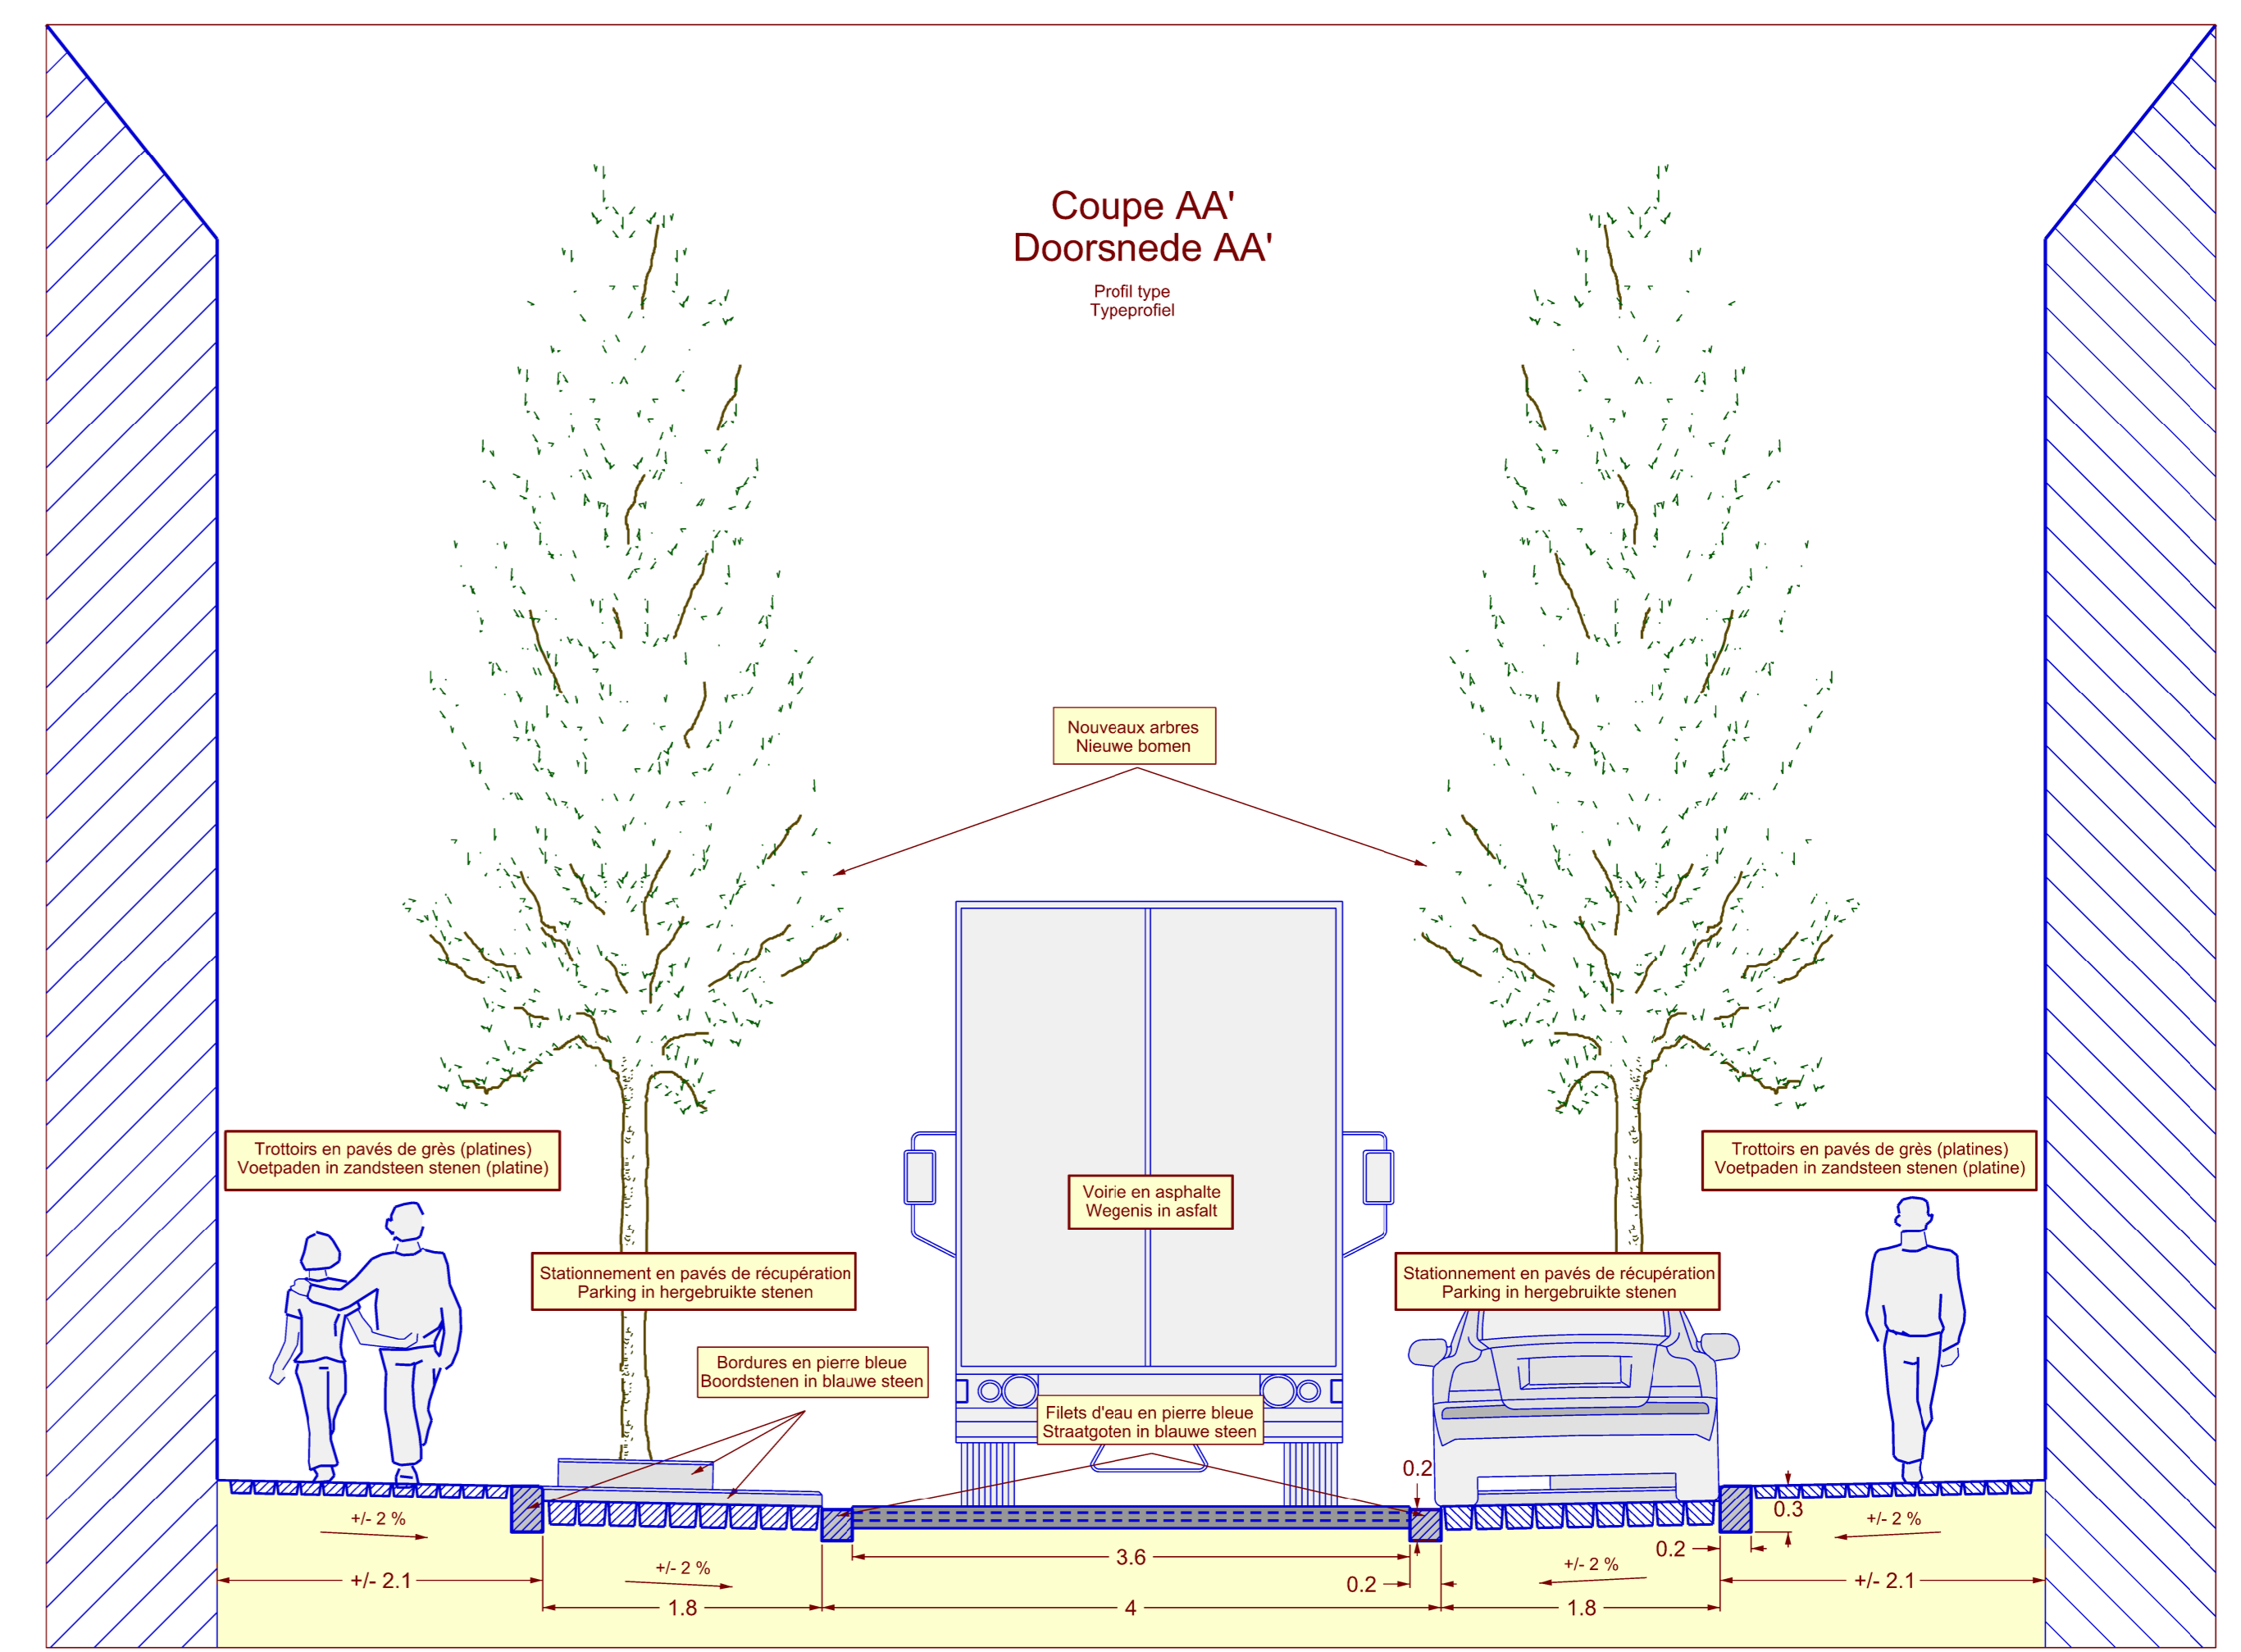 Coupe AA'
Doorsnede AA'
Profil type
Typeprofiel
Nouveaux arbres
Nieuwe bomen
Trottoirs en pavés de grès (platines)
Voetpaden in zandsteen stenen (platine)
Trottoirs en pavés de grès (platines)
Voetpaden in zandsteen stenen (platine)
Voirie en asphalte
Wegenis in asfalt
Stationnement en pavés de récupération
Parking in hergebruikte stenen
Stationnement en pavés de récupération
Parking in hergebruikte stenen
Bordures en pierre bleue
Boordstenen in blauwe steen
Filets d'eau en pierre bleue
Straatgoten in blauwe steen
0.2
0.3
+/- 2 %
+/- 2 %
3.6
0.2
+/- 2 %
+/- 2 %
+/- 2.1
0.2
+/- 2.1
1.8
4
1.8